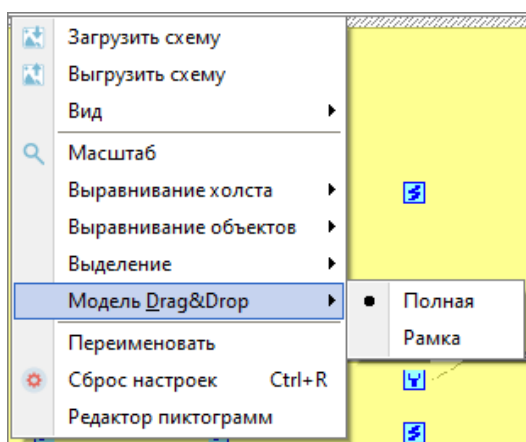 Загрузить схему
Выгрузить схему
Вид
Масштаб
Выравнивание холста
Выравнивание объектов
Выделение
Модель Drag&Drop
Полная
Рамка
Переименовать
Сброс настроек Ctrl+R
Редактор пиктограмм